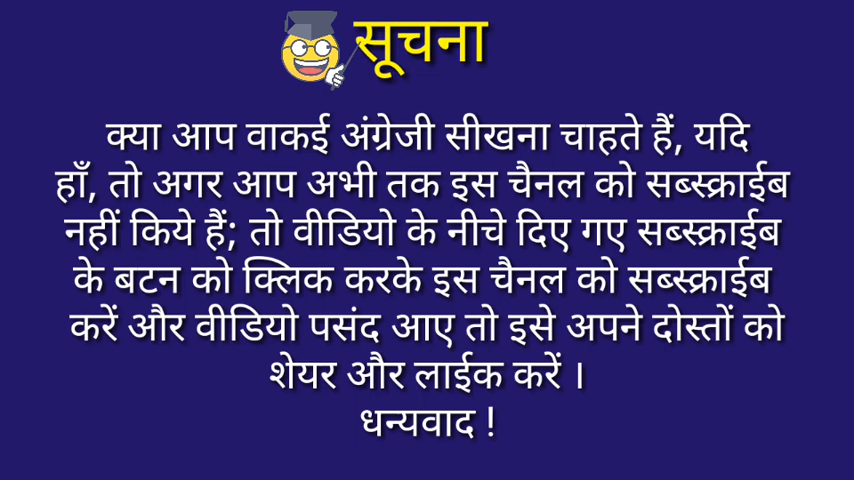 सूचना
क्या आप वाकई अंग्रेजी सीखना चाहते हैं, यदि
हाँ, तो अगर आप अभी तक इस चैनल को सब्स्क्राईब
नहीं किये हैं; तो वीडियो के नीचे दिए गए सब्स्क्राईब
के बटन को क्लिक करके इस चैनल को सब्स्क्राईब
करें और वीडियो पसंद आए तो इसे अपने दोस्तों को
शेयर और लाईक करें ।
धन्यवाद !